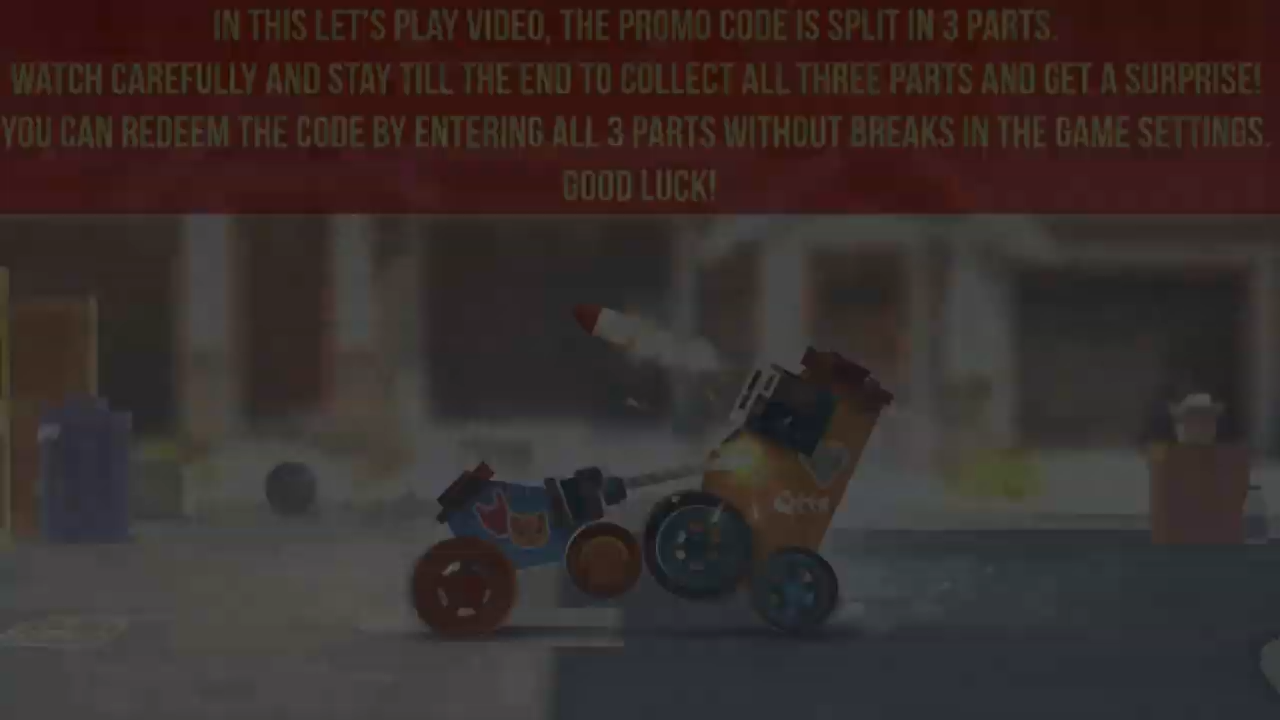 IN THIS LET'S PLAY VIDEO, THE PROMO CODE IS SPLIT IN 3 PARTS.
WATCH CAREFULLY AND STAY TILL THE END TO COLLECT ALL THREE PARTS AND GET A SURPRISE!
YOU CAN REDEEM THE CODE BY ENTERING ALL 3 PARTS WITHOUT BREAKS IN THE GAME SETTINGS.
GOOD LUCK!